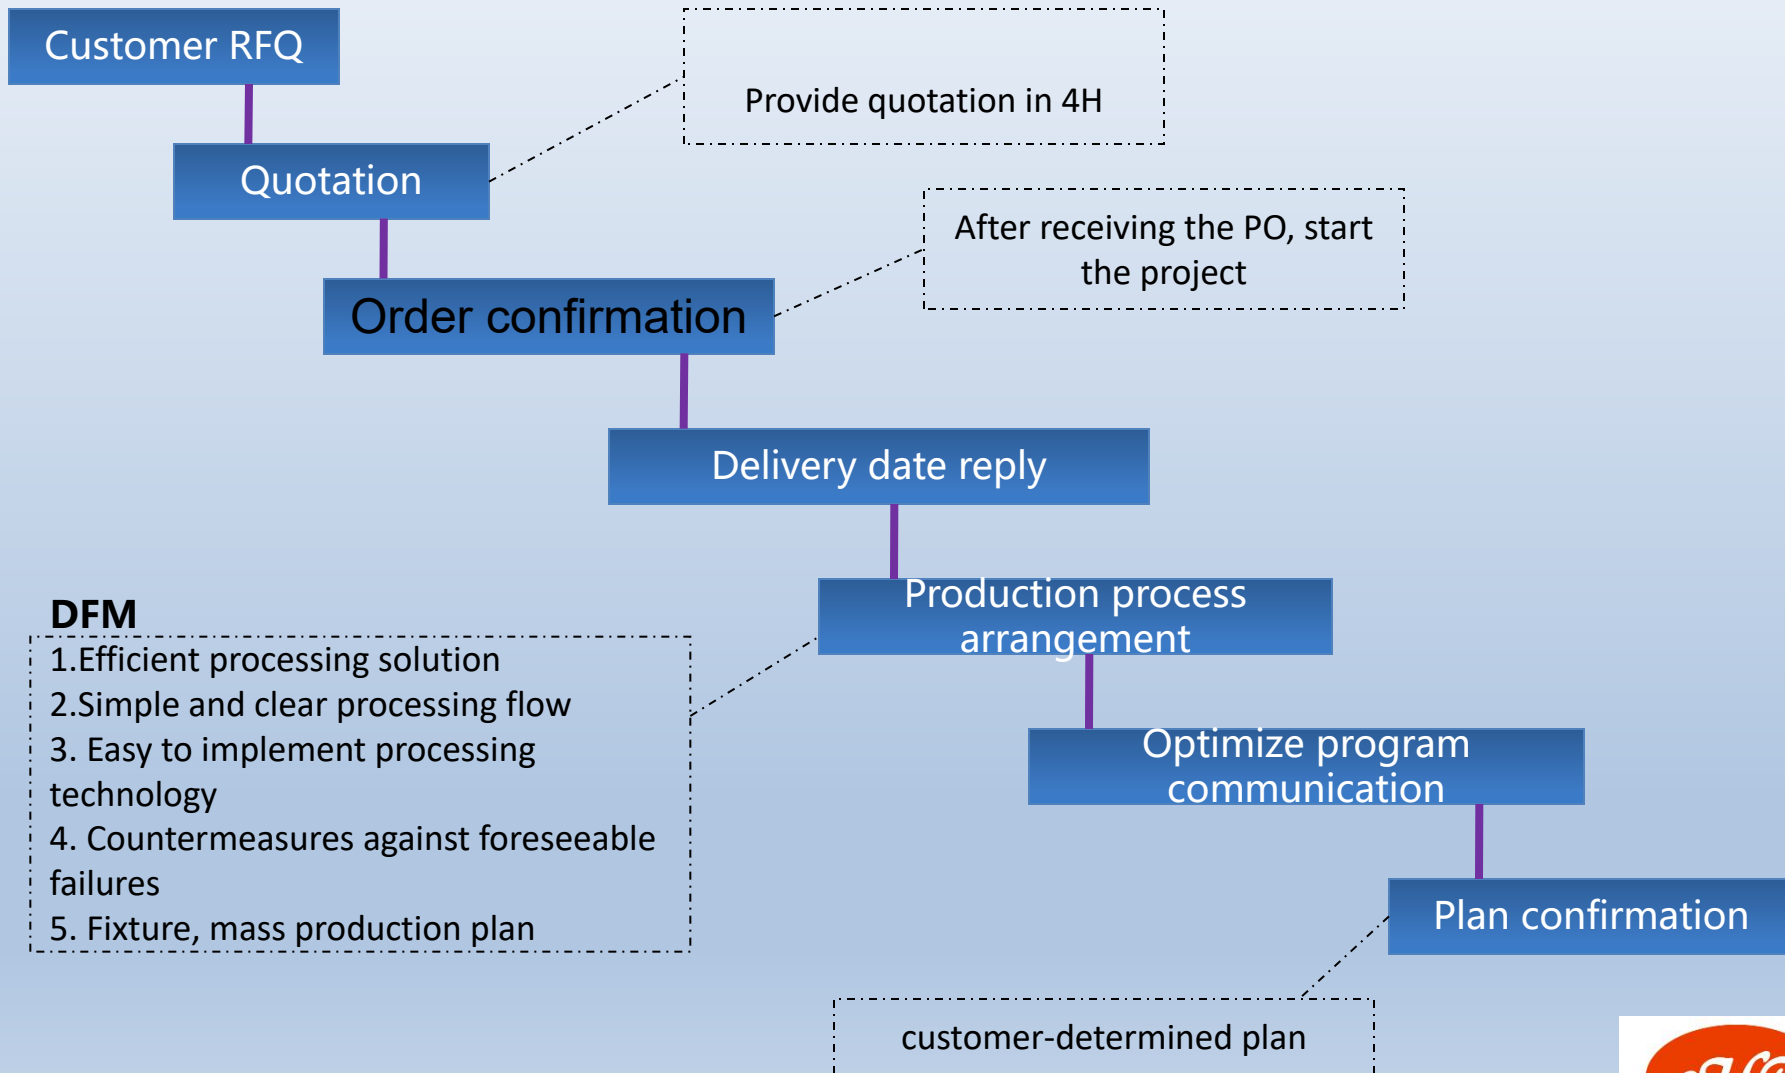 Customer RFQ
Provide quotation in 4H
Quotation
After receiving the PO, start
the project
Order confirmation
Delivery date reply
Production process
arrangement
DFM
1.Efficient processing solution
2.Simple and clear processing flow
3. Easy to implement processing
technology
4. Countermeasures against foreseeable
failures
5. Fixture, mass production plan
Optimize program
communication
Plan confirmation
customer-determined plan